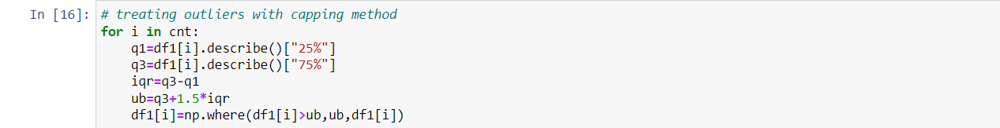 In [16]: # treating outliers with capping method
for i in cnt:
    q1=df1[i].describe()["25%"]
    q3=df1[i].describe()["75%"]
    iqr=q3-q1
    ub=q3+1.5*iqr
    df1[i]=np.where(df1[i]>ub,ub,df1[i])